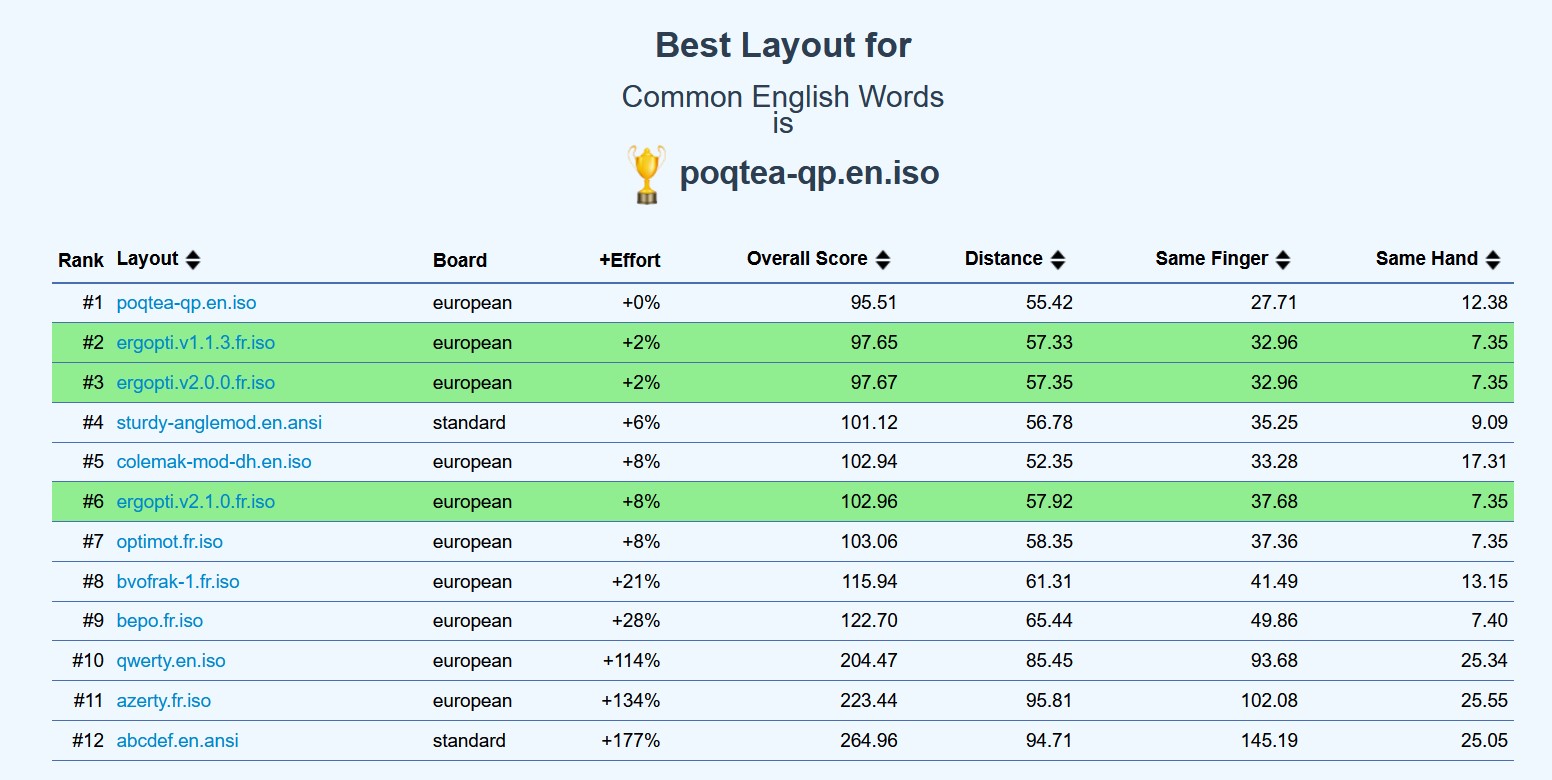 Best Layout for
Common English Words
is
poqtea-qp.en.iso
Rank Layout Board +Effort Overall Score Distance Same Finger Same Hand
#1 poqtea-qp.en.iso european +0% 95.51 55.42 27.71 12.38
#2 ergopti.v1.1.3.fr.iso european +2% 97.65 57.33 32.96 7.35
#3 ergopti.v2.0.0.fr.iso european +2% 97.67 57.35 32.96 7.35
#4 sturdy-anglemod.en.ansi standard +6% 101.12 56.78 35.25 9.09
#5 colemak-mod-dh.en.iso european +8% 102.94 52.35 33.28 17.31
#6 ergopti.v2.1.0.fr.iso european +8% 102.96 57.92 37.68 7.35
#7 optimot.fr.iso european +8% 103.06 58.35 37.36 7.35
#8 bvofrak-1.fr.iso european +21% 115.94 61.31 41.49 13.15
#9 bepo.fr.iso european +28% 122.70 65.44 49.86 7.40
#10 qwerty.en.iso european +114% 204.47 85.45 93.68 25.34
#11 azerty.fr.iso european +134% 223.44 95.81 102.08 25.55
#12 abcdef.en.ansi standard +177% 264.96 94.71 145.19 25.05